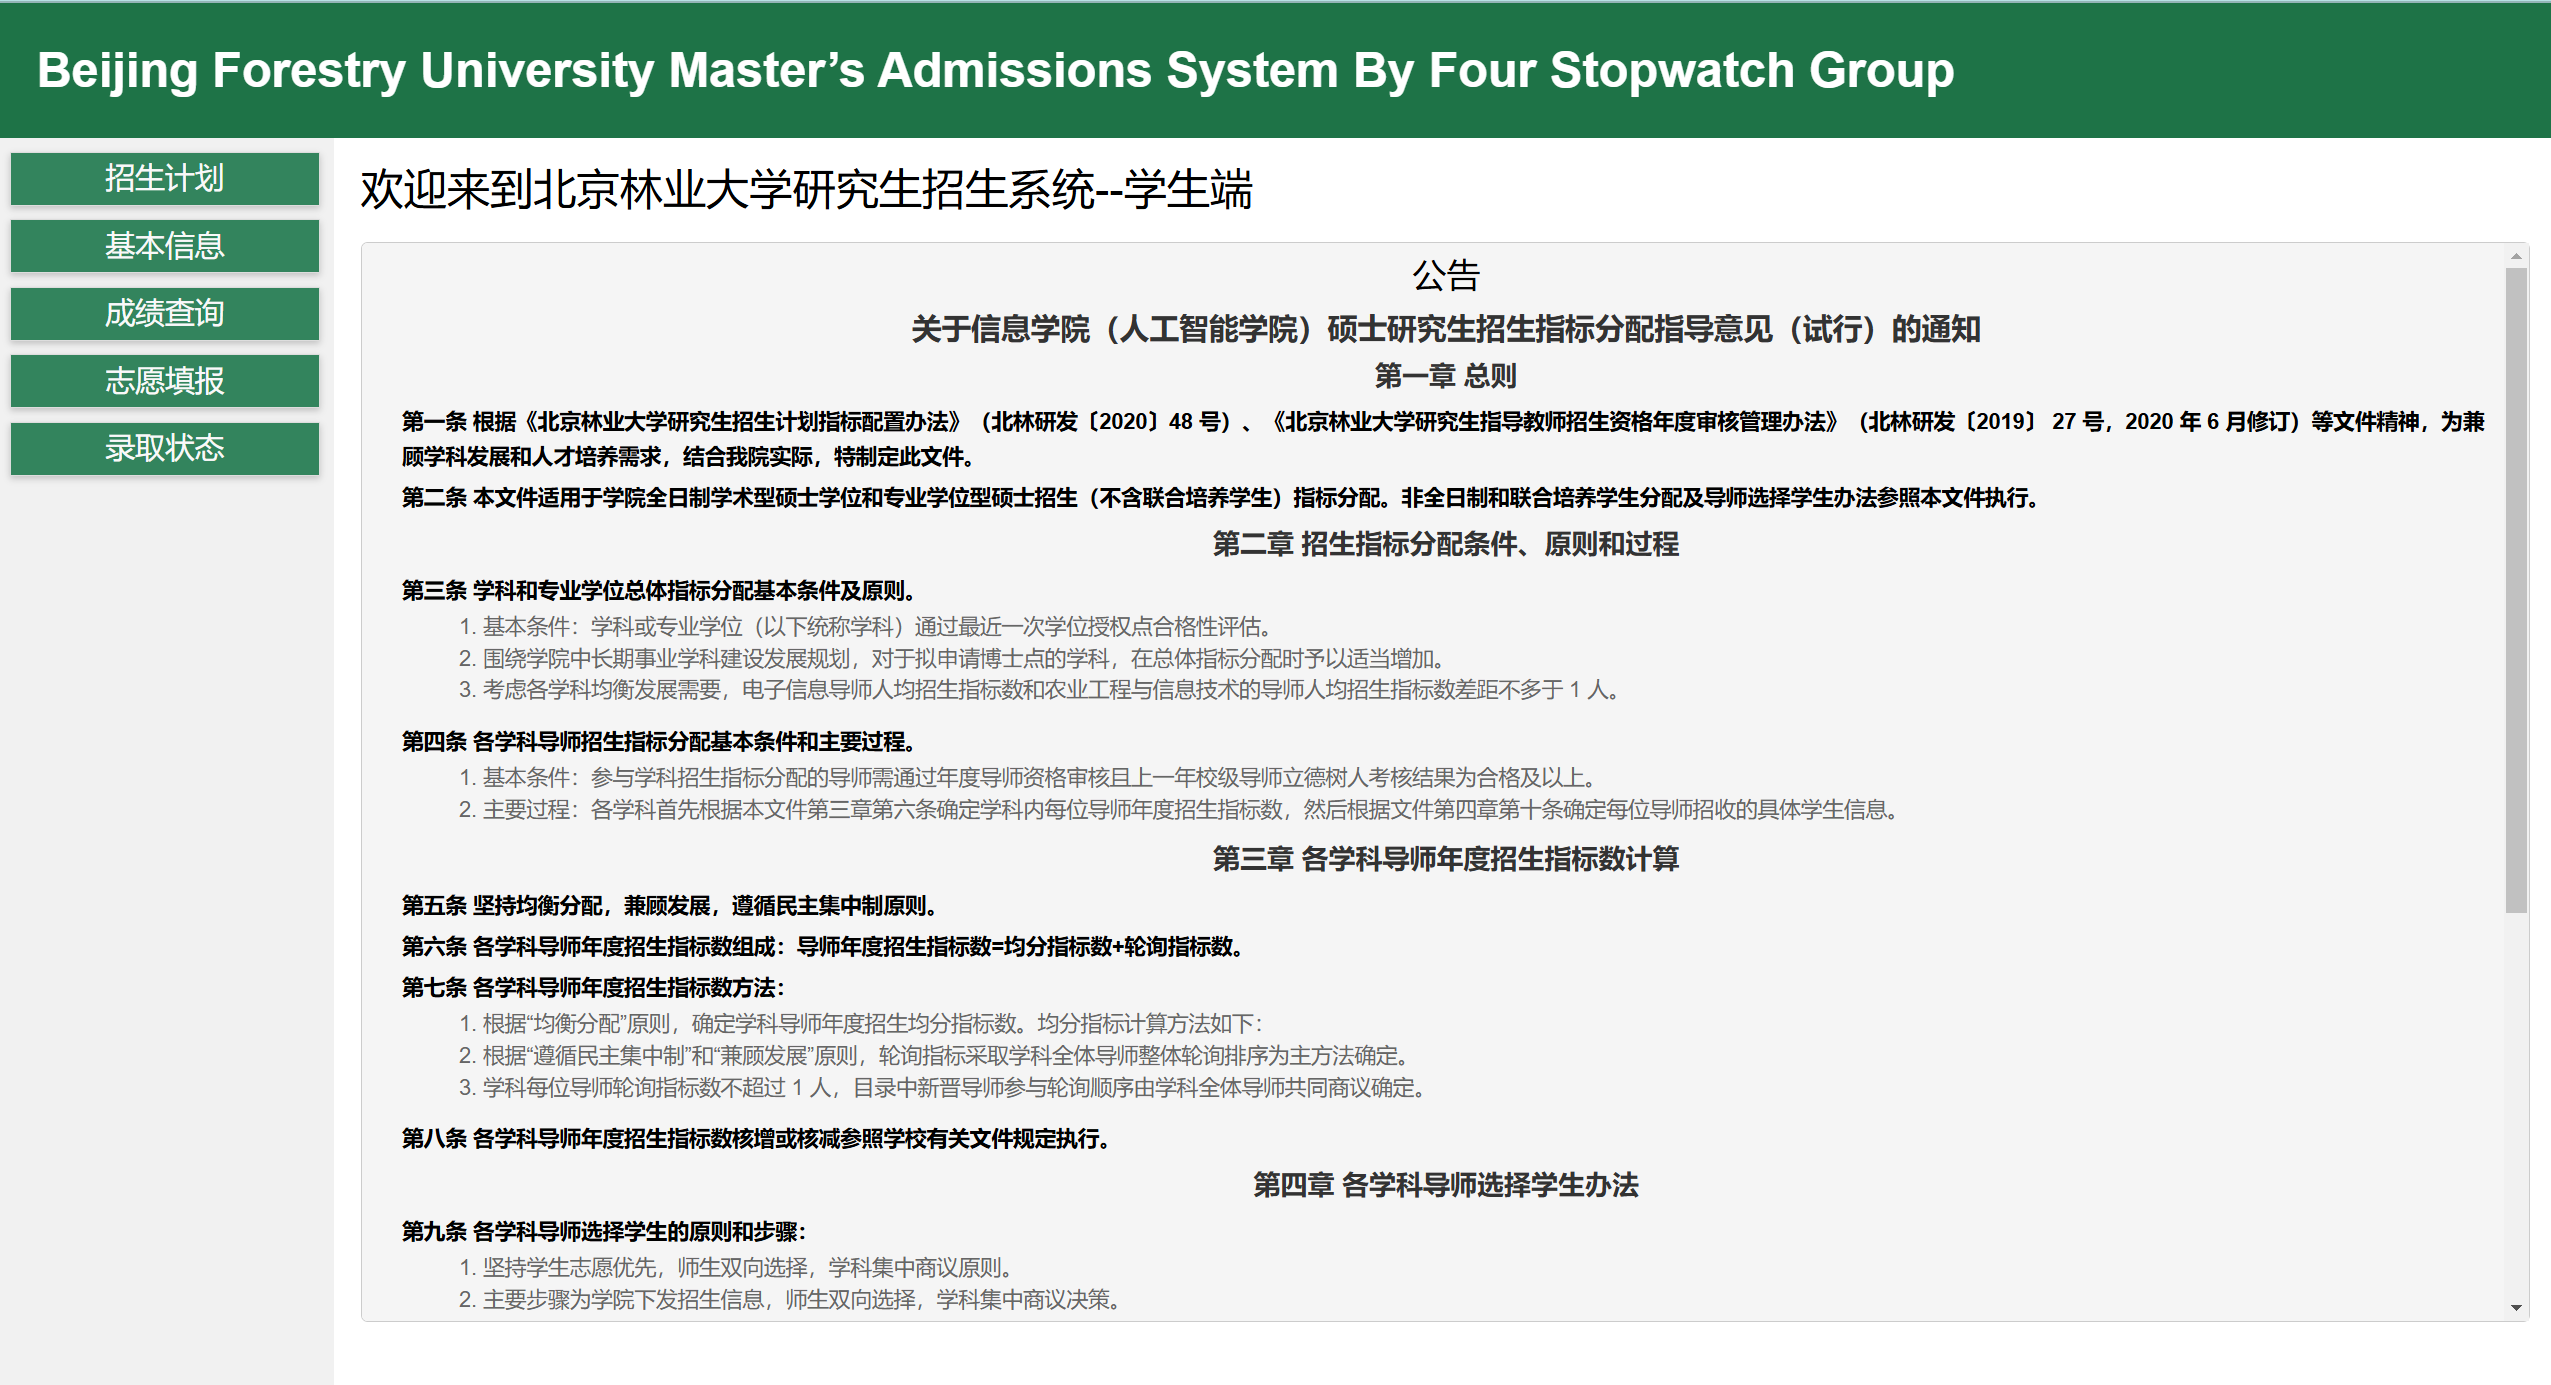 Beijing Forestry University Master’s Admissions System By Four Stopwatch Group
招生计划
基本信息
成绩查询
志愿填报
录取状态
欢迎来到北京林业大学研究生招生系统--学生端
公告
关于信息学院（人工智能学院）硕士研究生招生指标分配指导意见（试行）的通知
第一章 总则
第一条 根据《北京林业大学研究生招生计划指标配置办法》（北林研发〔2020〕48 号）、《北京林业大学研究生指导教师招生资格年度审核管理办法》（北林研发〔2019〕 27 号，2020 年 6 月修订）等文件精神，为兼
顾学科发展和人才培养需求，结合我院实际，特制定此文件。
第二条 本文件适用于学院全日制学术型硕士学位和专业学位型硕士招生（不含联合培养学生）指标分配。非全日制和联合培养学生分配及导师选择学生办法参照本文件执行。
第二章 招生指标分配条件、原则和过程
第三条 学科和专业学位总体指标分配基本条件及原则。
1. 基本条件：学科或专业学位（以下统称学科）通过最近一次学位授权点合格性评估。
2. 围绕学院中长期事业学科建设发展规划，对于拟申请博士点的学科，在总体指标分配时予以适当增加。
3. 考虑各学科均衡发展需要，电子信息导师人均招生指标数和农业工程与信息技术的导师人均招生指标数差距不多于 1 人。
第四条 各学科导师招生指标分配基本条件和主要过程。
1. 基本条件：参与学科招生指标分配的导师需通过年度导师资格审核且上一年校级导师立德树人考核结果为合格及以上。
2. 主要过程：各学科首先根据本文件第三章第六条确定学科内每位导师年度招生指标数，然后根据文件第四章第十条确定每位导师招收的具体学生信息。
第三章 各学科导师年度招生指标数计算
第五条 坚持均衡分配，兼顾发展，遵循民主集中制原则。
第六条 各学科导师年度招生指标数组成：导师年度招生指标数=均分指标数+轮询指标数。
第七条 各学科导师年度招生指标数方法：
1. 根据“均衡分配”原则，确定学科导师年度招生均分指标数。均分指标计算方法如下：
2. 根据“遵循民主集中制”和“兼顾发展”原则，轮询指标采取学科全体导师整体轮询排序为主方法确定。
3. 学科每位导师轮询指标数不超过 1 人，目录中新晋导师参与轮询顺序由学科全体导师共同商议确定。
第八条 各学科导师年度招生指标数核增或核减参照学校有关文件规定执行。
第四章 各学科导师选择学生办法
第九条 各学科导师选择学生的原则和步骤：
1. 坚持学生志愿优先，师生双向选择，学科集中商议原则。
2. 主要步骤为学院下发招生信息，师生双向选择，学科集中商议决策。